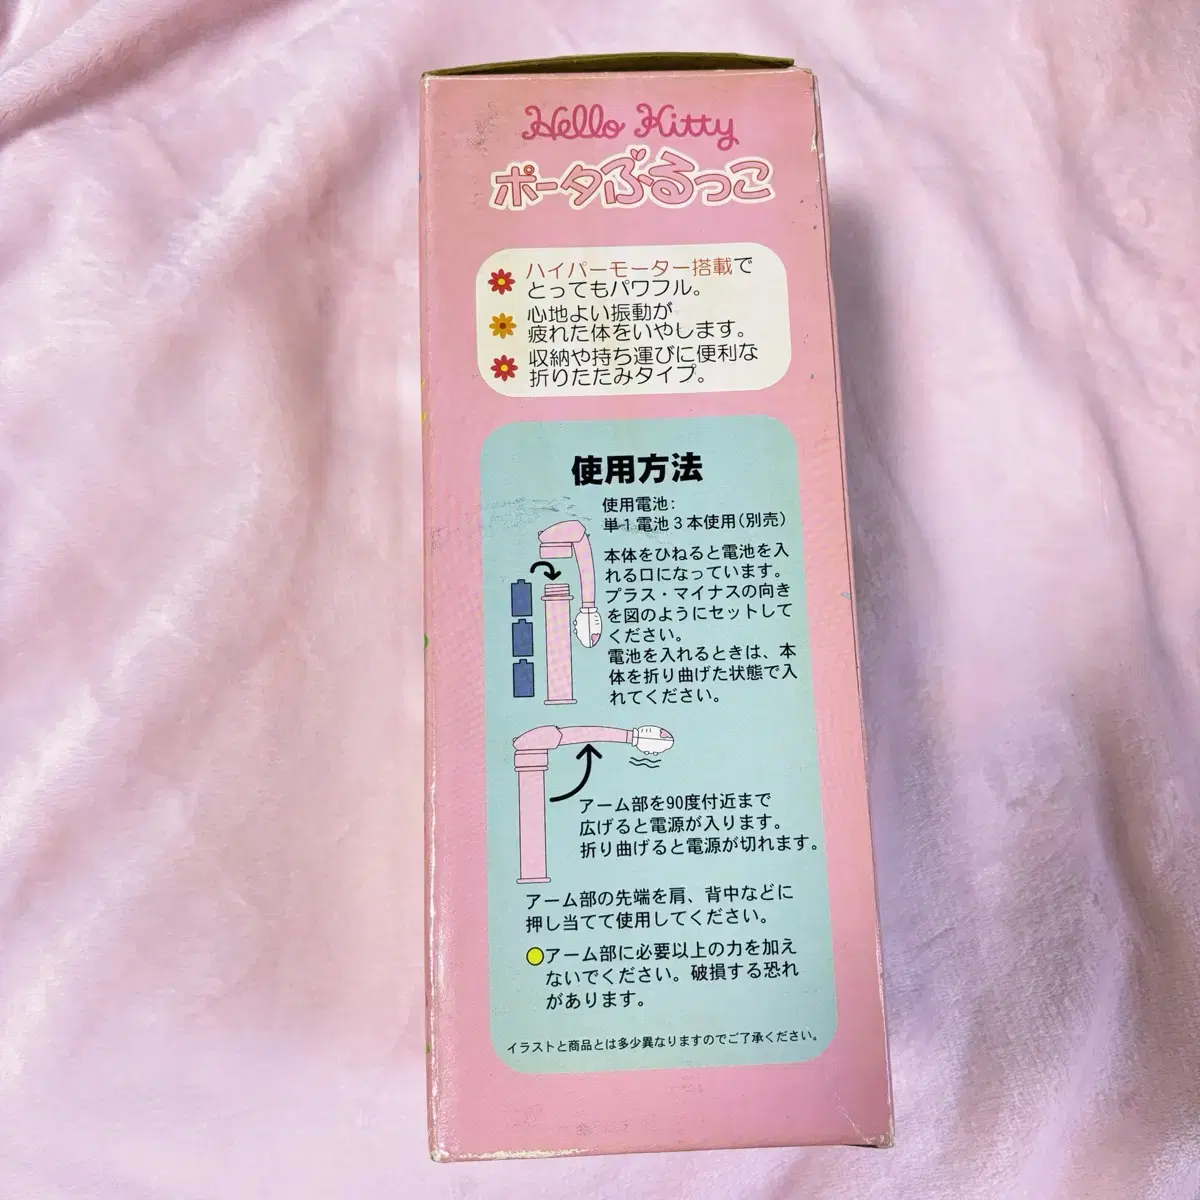 Hello Kitty
ポータぶるっこ
ハイパーモーター搭載で
とってもパワフル。
心地よい振動が
疲れた体をいやします。
収納や持ち運びに便利な
折りたたみタイプ。
使用方法
使用電池:
単1電池3本使用(別売)
本体をひねると電池を入
れる口になっています。
プラス・マイナスの向き
を図のようにセットして
ください。
電池を入れるときは、本
体を折り曲げた状態で入
れてください。
アーム部を90度付近まで
広げると電源が入ります。
折り曲げると電源が切れます。
アーム部の先端を肩、背中などに
押し当てて使用してください。
アーム部に必要以上の力を加え
ないでください。破損する恐れ
があります。
イラストと商品とは多少異なりますのでご了承ください。